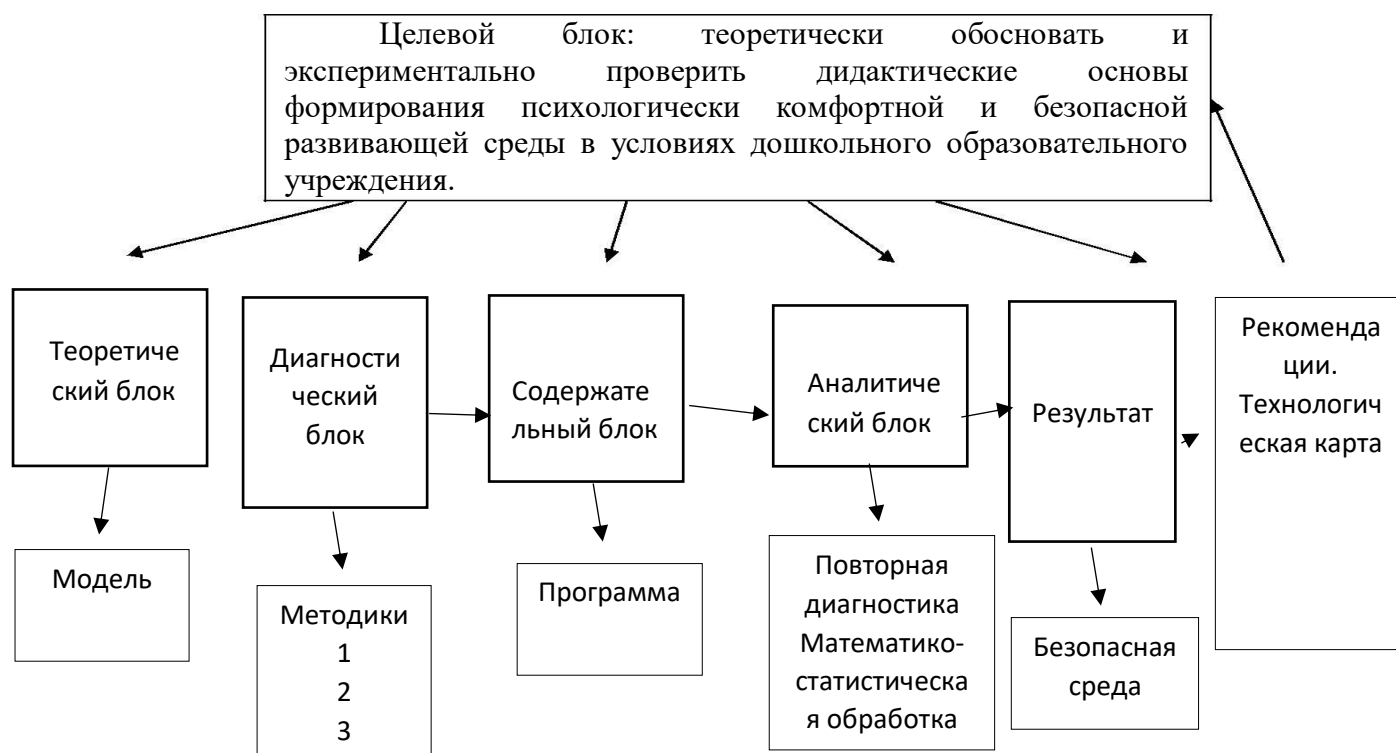 Целевой блок: теоретически обосновать и
экспериментально проверить дидактические основы
формирования психологически комфортной и безопасной
развивающей среды в условиях дошкольного образовательного
учреждения.
Теоретиче
ский блок
Диагност
ический
блок
Содержате
льный блок
Аналитиче
ский блок
Результат
Рекоменда
ции.
Технологич
еская карта
Модель
Методики
1
2
3
Программа
Повторная
диагностика
Математико-
статистическа
я обработка
Безопасная
среда